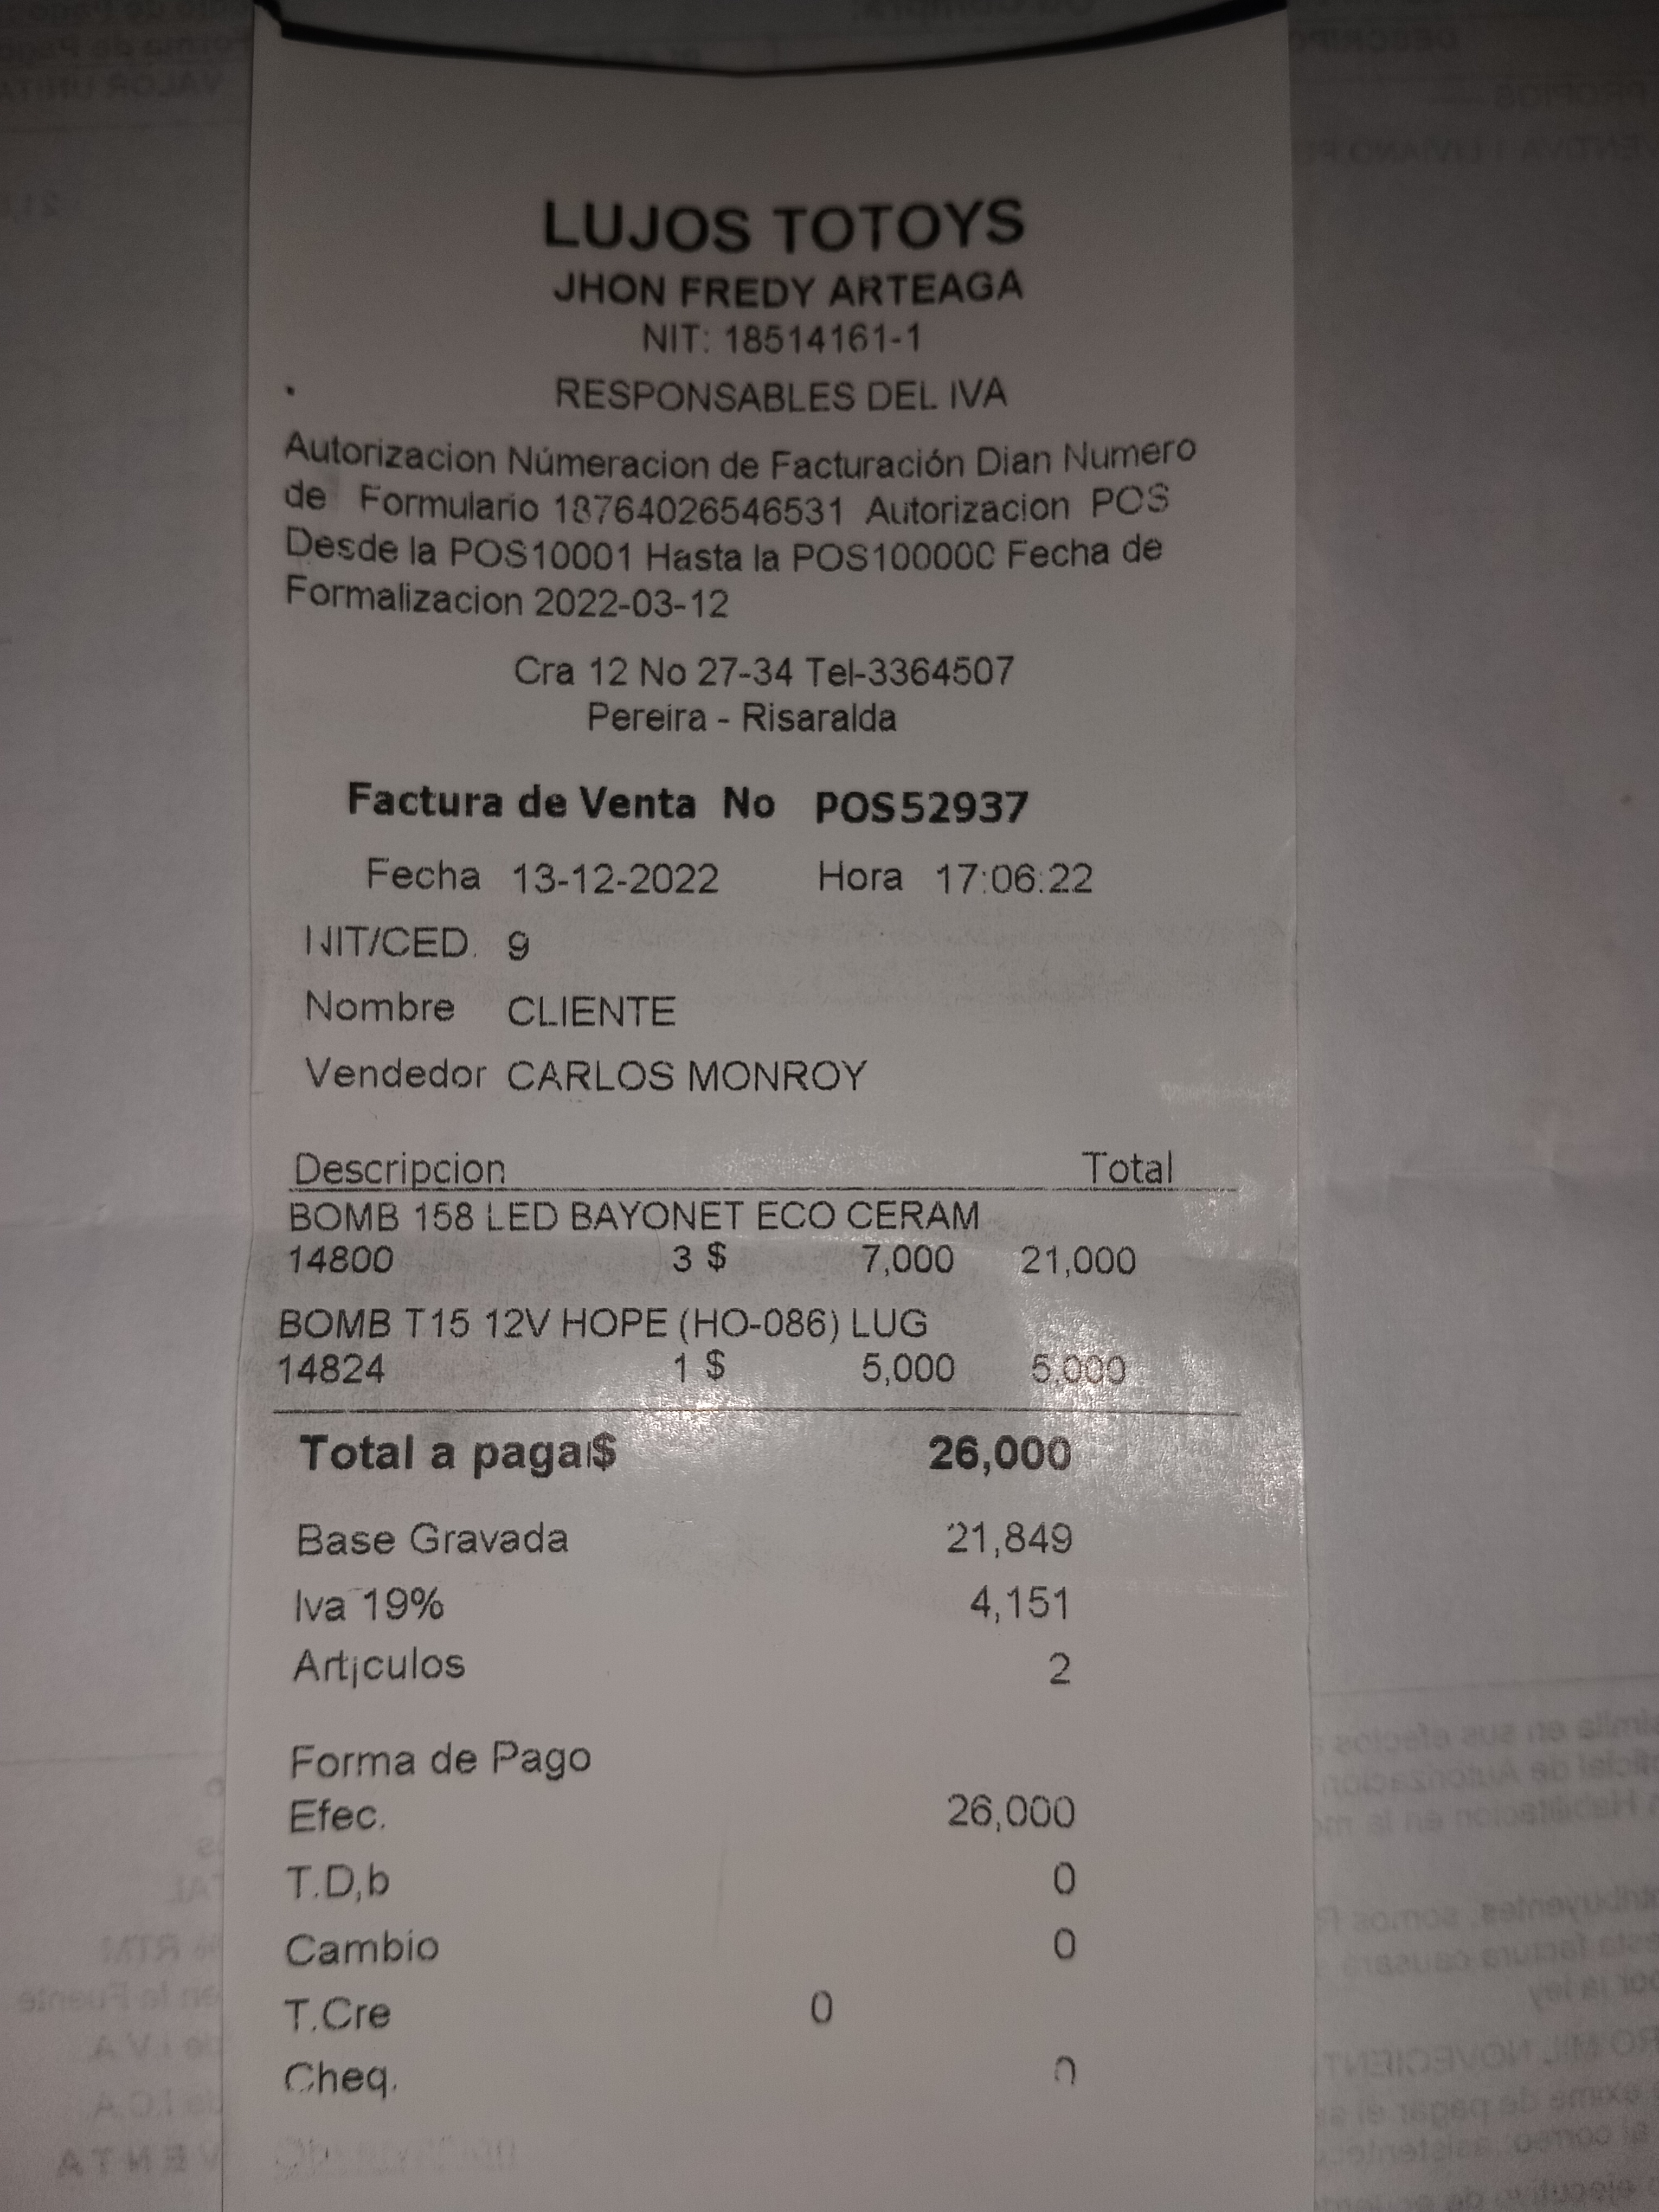 LUJOS TOTOYS
JHON FREDY ARTEAGA
NIT: 18514161-1
RESPONSABLES DEL IVA
Autorizacion Númeracion de Facturación Dian Numero
de Formulario 18764026546531 Autorizacion POS
Desde la POS10001 Hasta la POS100000 Fecha de
Formalizacion 2022-03-12
Cra 12 No 27-34 Tel-3364507
Pereira - Risaralda
Factura de Venta No POS52937
Fecha 13-12-2022 Hora 17:06:22
NIT/CED. 9
Nombre CLIENTE
Vendedor CARLOS MONROY
Descripcion Total
BOMB 158 LED BAYONET ECO CERAM
14800 3 $ 7,000 21,000
BOMB T15 12V HOPE (HO-086) LUG
14824 1 $ 5,000 5,000
Total a pagar$ 26,000
Base Gravada 21,849
Iva 19% 4,151
Art¡culos 2
Forma de Pago
Efec. 26,000
T.D,b 0
Cambio 0
T.Cre 0
Cheq. 0